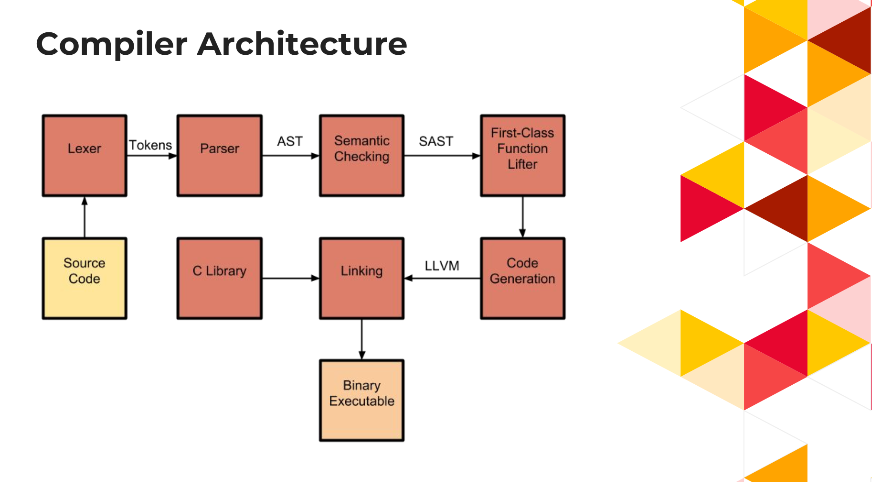 Compiler Architecture
Lexer
Tokens
Parser
AST
Semantic
Checking
SAST
First-Class
Function
Lifter
Source
Code
C Library
Linking
LLVM
Code
Generation
Binary
Executable